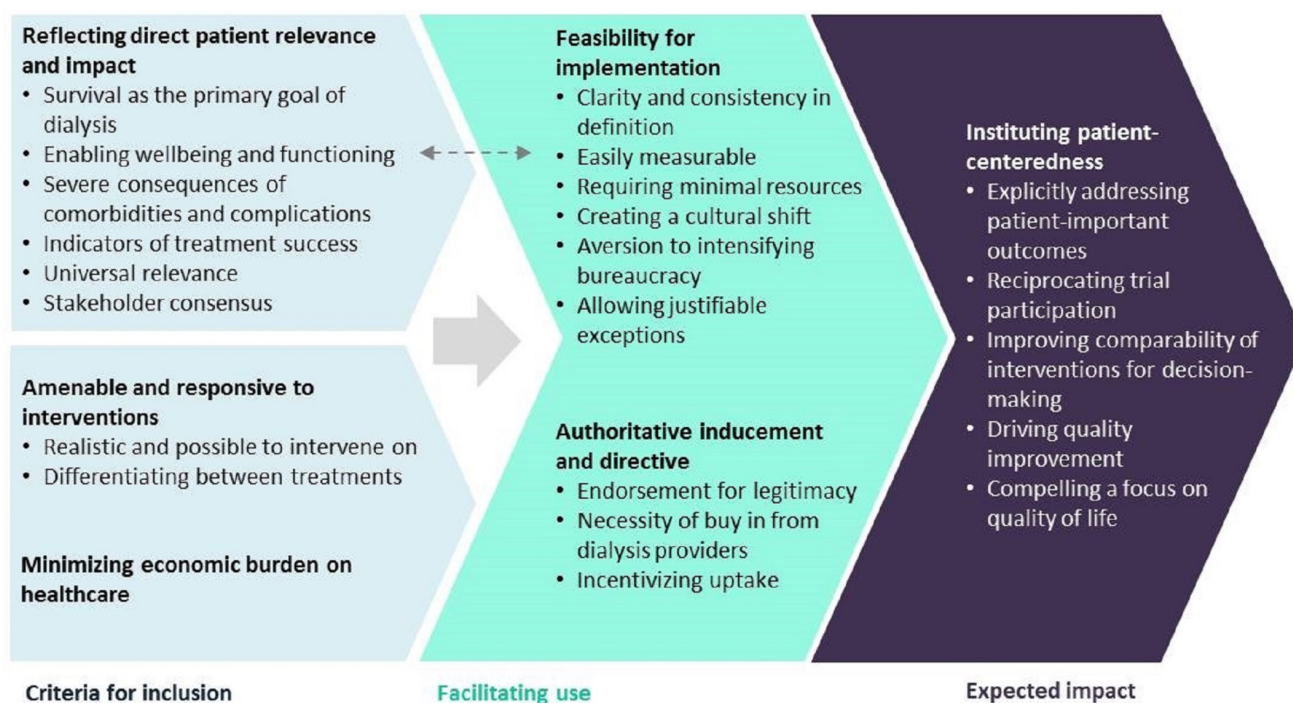 Reflecting direct patient relevance
and impact
• Survival as the primary goal of
dialysis
• Enabling wellbeing and functioning
• Severe consequences of
comorbidities and complications
• Indicators of treatment success
• Universal relevance
• Stakeholder consensus
Amenable and responsive to
interventions
• Realistic and possible to intervene on
• Differentiating between treatments
Minimizing economic burden on
healthcare
Criteria for inclusion
Feasibility for
implementation
• Clarity and consistency in
definition
• Easily measurable
• Requiring minimal resources
• Creating a cultural shift
• Aversion to intensifying
bureaucracy
• Allowing justifiable
exceptions
Authoritative inducement
and directive
• Endorsement for legitimacy
• Necessity of buy in from
dialysis providers
• Incentivizing uptake
Facilitating use
Instituting patient-
centeredness
• Explicitly addressing
patient-important
outcomes
• Reciprocating trial
participation
• Improving comparability of
interventions for decision-
making
• Driving quality
improvement
• Compelling a focus on
quality of life
Expected impact